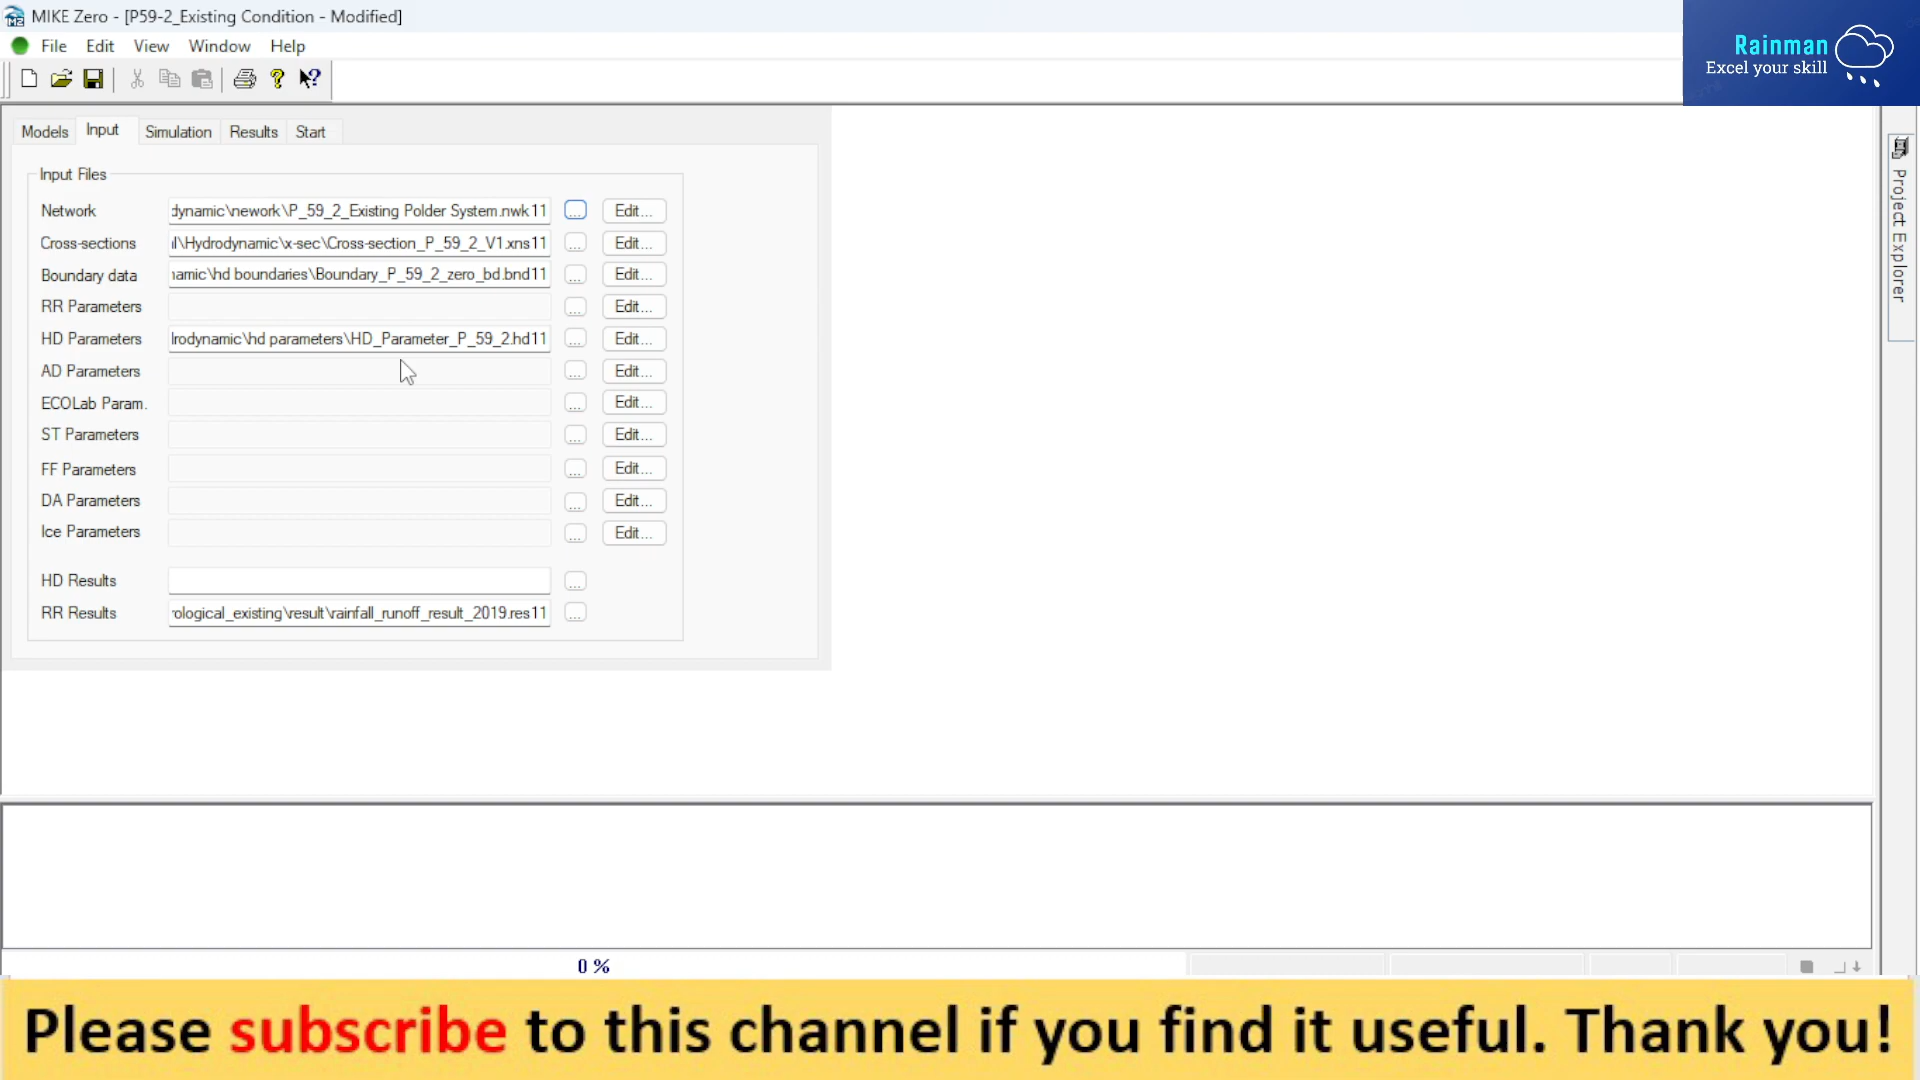 MIKE Zero - [P59-2_Existing Condition - Modified]
Rainman
Excel your skill
File Edit View Window Help
Models Input Simulation Results Start
Input Files
Network dynamic\nework\P_59_2_Existing Polder System.nwk11 ... Edit...
Cross-sections l\Hydrodynamic\x-sec\Cross-section_P_59_2_V1.xns11 ... Edit...
Boundary data namic\hd boundaries\Boundary_P_59_2_zero_bd.bnd11 ... Edit...
RR Parameters ... Edit...
HD Parameters drodynamic\hd parameters\HD_Parameter_P_59_2.hd11 ... Edit...
AD Parameters ... Edit...
ECOLab Param. ... Edit...
ST Parameters ... Edit...
FF Parameters ... Edit...
DA Parameters ... Edit...
Ice Parameters ... Edit...
HD Results ...
RR Results rological_existing\result\rainfall_runoff_result_2019.res11 ...
Project Explorer
0 %
Please subscribe to this channel if you find it useful. Thank you!